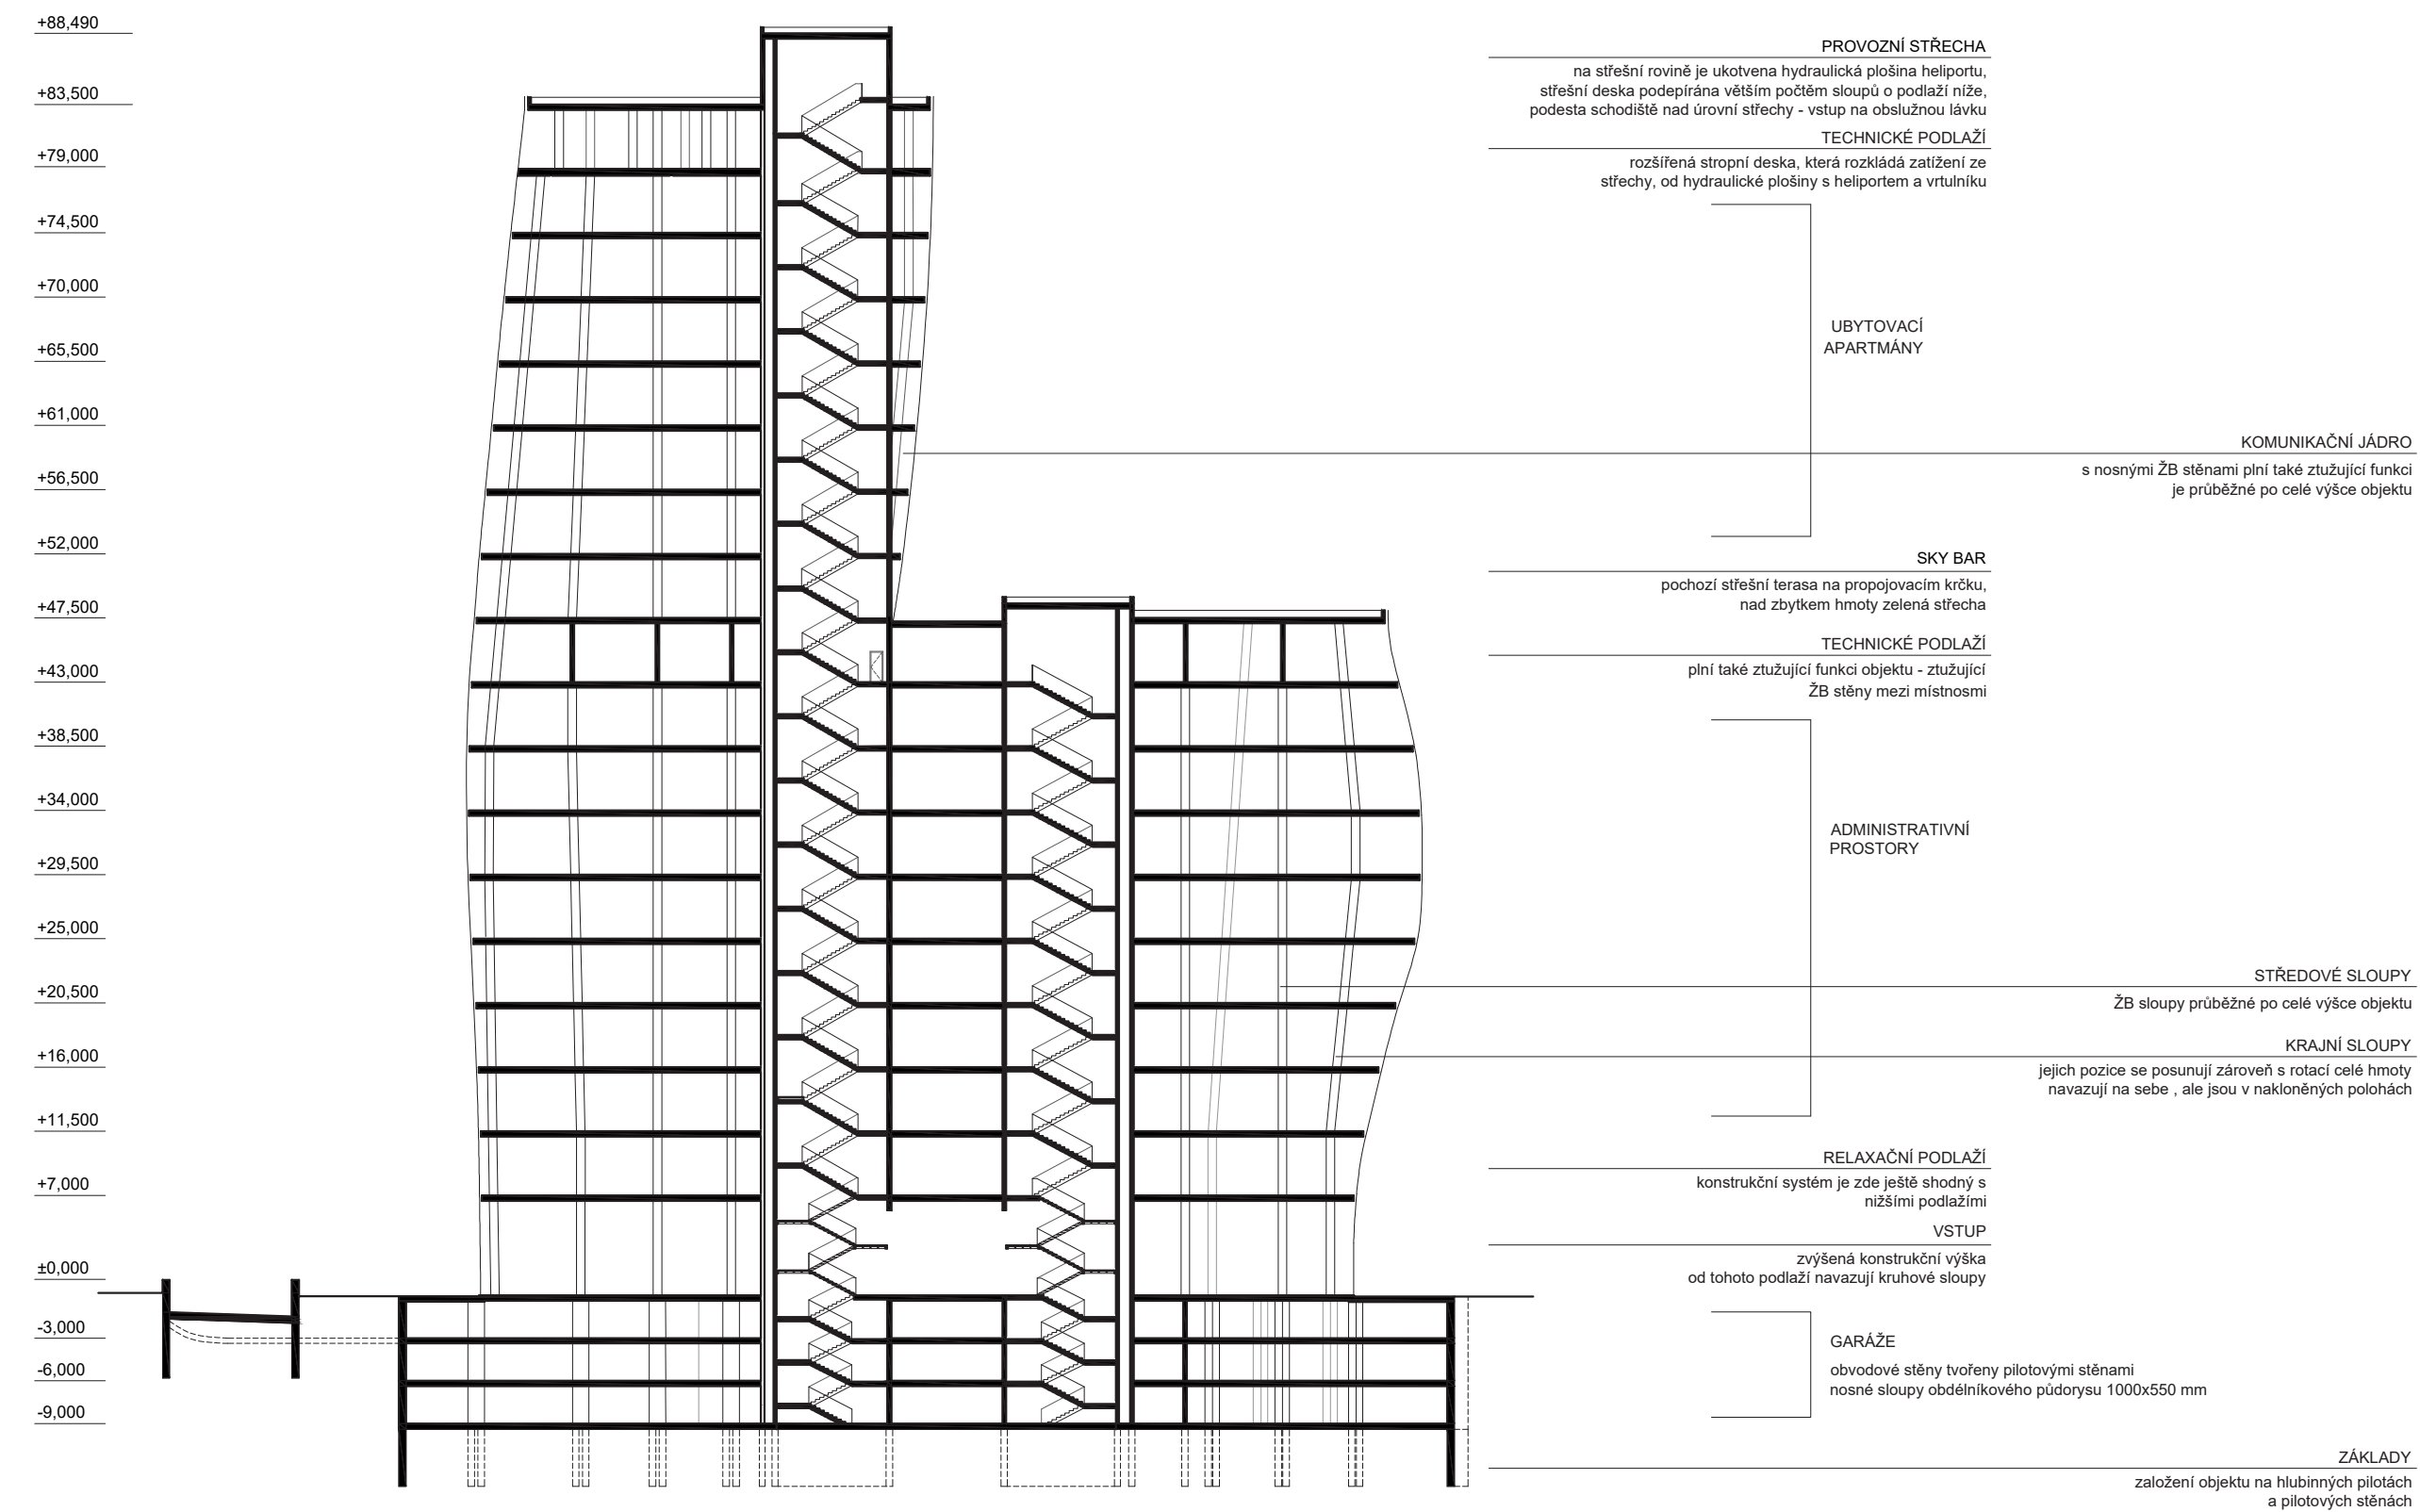 +88,490
+83,500
+79,000
+74,500
+70,000
+65,500
+61,000
+56,500
+52,000
+47,500
+43,000
+38,500
+34,000
+29,500
+25,000
+20,500
+16,000
+11,500
+7,000
±0,000
-3,000
-6,000
-9,000
PROVOZNÍ STŘECHA
na střešní rovině je ukotvena hydraulická plošina heliportu,
střešní deska podepírána větším počtěm sloupů o podlaží níže,
podesta schodiště nad úrovní střechy - vstup na obslužnou lávku
TECHNICKÉ PODLAŽÍ
rozšířená stropní deska, která rozkládá zatížení ze
střechy, od hydraulické plošiny s heliportem a vrtulníku
UBYTOVACÍ
APARTMÁNY
KOMUNIKAČNÍ JÁDRO
s nosnými ŽB stěnami plní také ztužující funkci
je průběžné po celé výšce objektu
SKY BAR
pochozí střešní terasa na propojovacím krčku,
nad zbytkem hmoty zelená střecha
TECHNICKÉ PODLAŽÍ
plní také ztužující funkci objektu - ztužující
ŽB stěny mezi místnosmi
ADMINISTRATIVNÍ
PROSTORY
STŘEDOVÉ SLOUPY
ŽB sloupy průběžné po celé výšce objektu
KRAJNÍ SLOUPY
jejich pozice se posunují zároveň s rotací celé hmoty
navazují na sebe , ale jsou v nakloněných polohách
RELAXAČNÍ PODLAŽÍ
konstrukční systém je zde ještě shodný s
nižšími podlažími
VSTUP
zvýšená konstrukční výška
od tohoto podlaží navazují kruhové sloupy
GARÁŽE
obvodové stěny tvořeny pilotovými stěnami
nosné sloupy obdélníkového půdorysu 1000x550 mm
ZÁKLADY
založení objektu na hlubinných pilotách
a pilotových stěnách